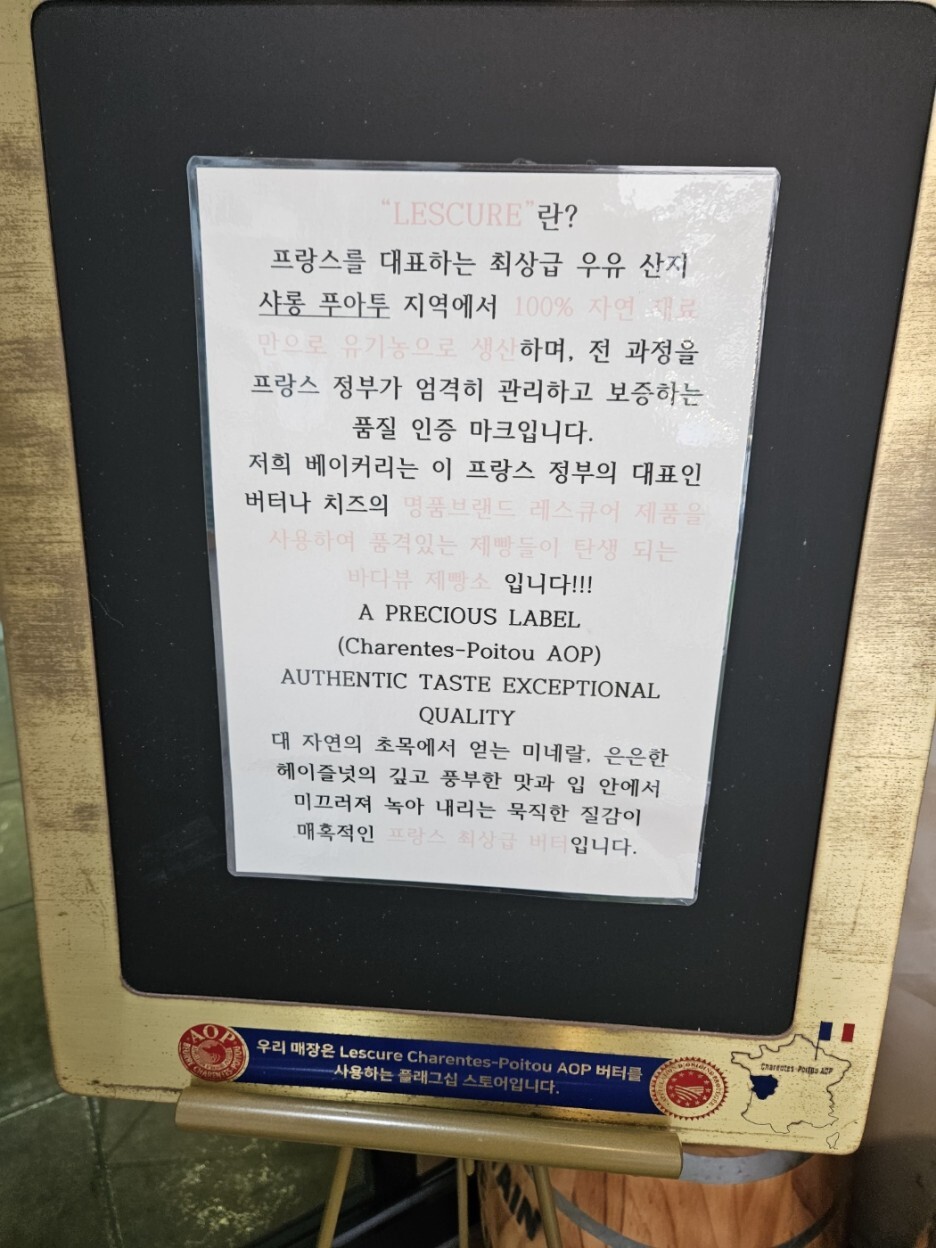 “LESCURE”란?
프랑스를 대표하는 최상급 우유 산지
샤롱 푸아투 지역에서 100% 자연 재료
만으로 유기농으로 생산하며, 전 과정을
프랑스 정부가 엄격히 관리하고 보증하는
품질 인증 마크입니다.
저희 베이커리는 이 프랑스 정부의 대표인
버터나 치즈의 명품브랜드 레스큐어 제품을
사용하여 품격있는 제빵들이 탄생 되는
바다뷰 제빵소 입니다!!!
A PRECIOUS LABEL
(Charentes-Poitou AOP)
AUTHENTIC TASTE EXCEPTIONAL
QUALITY
대 자연의 초목에서 얻는 미네랄, 은은한
헤이즐넛의 깊고 풍부한 맛과 입 안에서
미끄러져 녹아 내리는 묵직한 질감이
매혹적인 프랑스 최상급 버터입니다.
AOP
우리 매장은 Lescure Charentes-Poitou AOP 버터를
사용하는 플래그십 스토어입니다.
Charentes-Poitou AOP